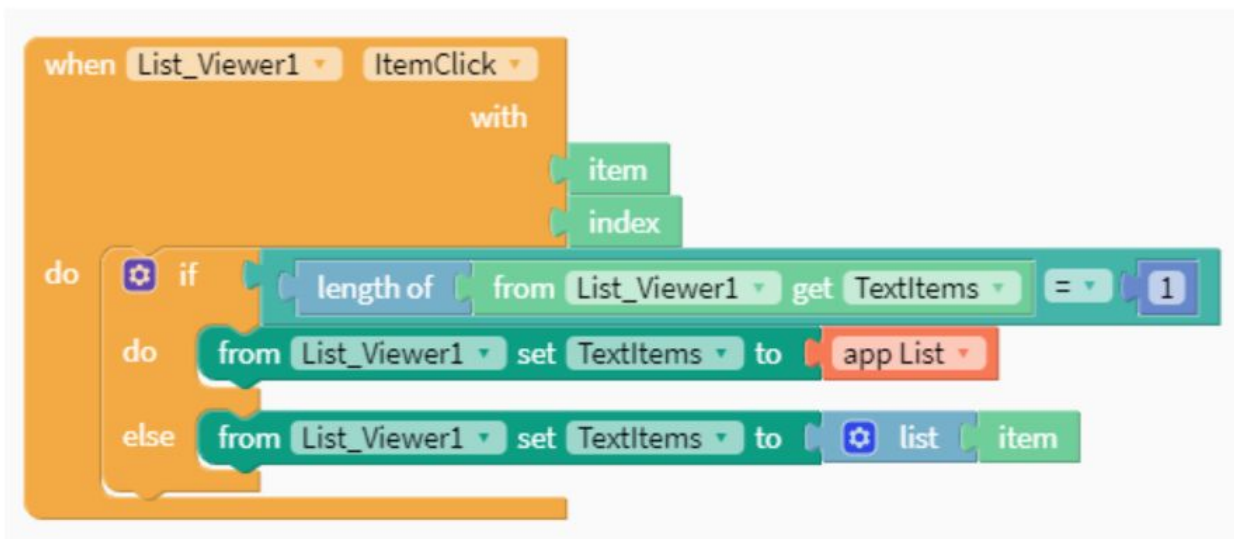 when List_Viewer1 ItemClick
with
item
index
do if length of from List_Viewer1 get TextItems = 1
do from List_Viewer1 set TextItems to app List
else from List_Viewer1 set TextItems to list item